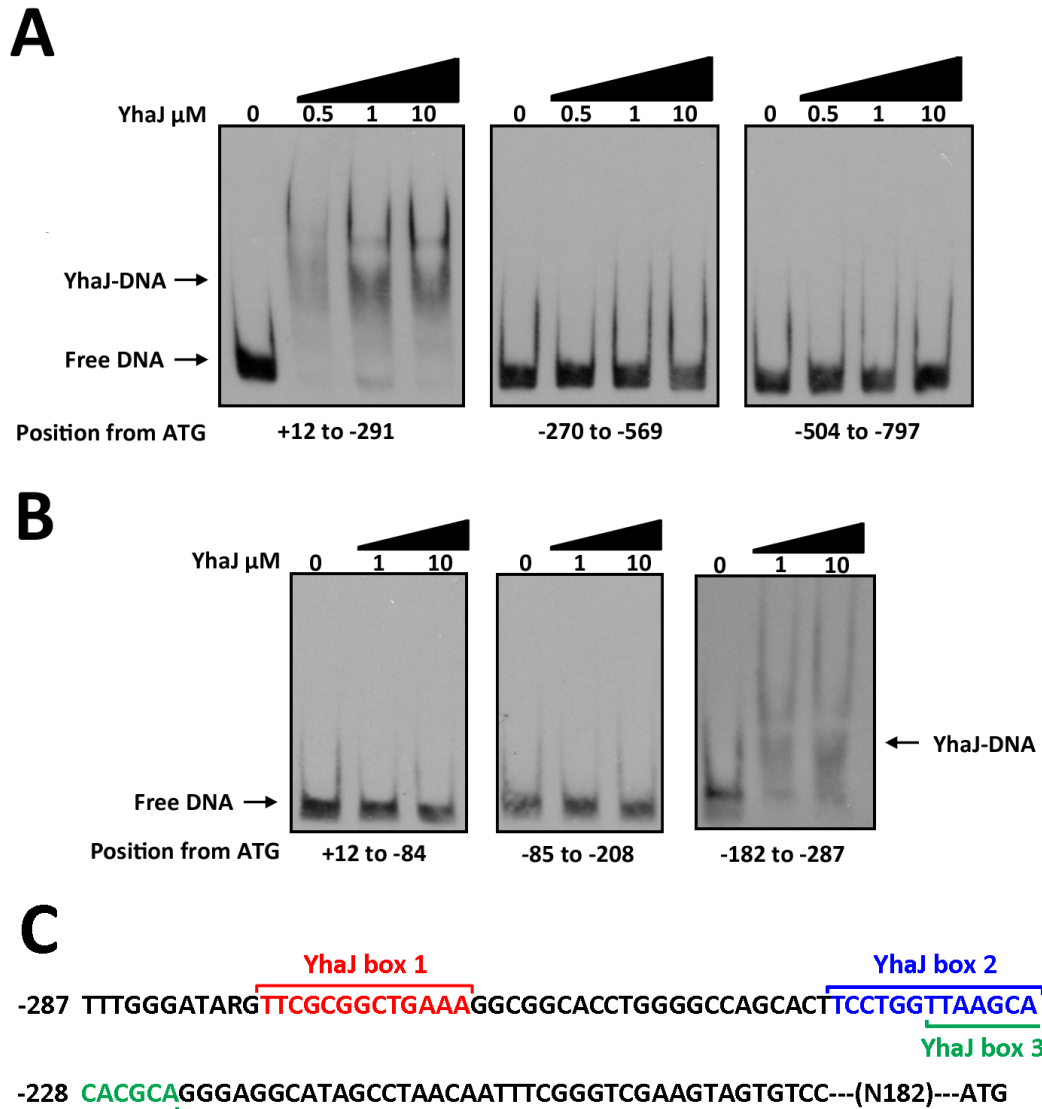 A
YhaJ μM 0 0.5 1 10 0 0.5 1 10 0 0.5 1 10
YhaJ-DNA
Free DNA
Position from ATG +12 to -291 -270 to -569 -504 to -797
B
YhaJ μM 0 1 10 0 1 10 0 1 10
YhaJ-DNA
Free DNA
Position from ATG +12 to -84 -85 to -208 -182 to -287
C
YhaJ box 1 YhaJ box 2
-287 TTTGGGATARGTTCGCGGCTGAAAGGCGGCACCTGGGGCCAGCACTTCCTGGTTAAGCA
YhaJ box 3
-228 CACGCAGGGAGGCATAGCCTAACAATTTCGGGTCGAAGTAGTGTCC---(N182)---ATG